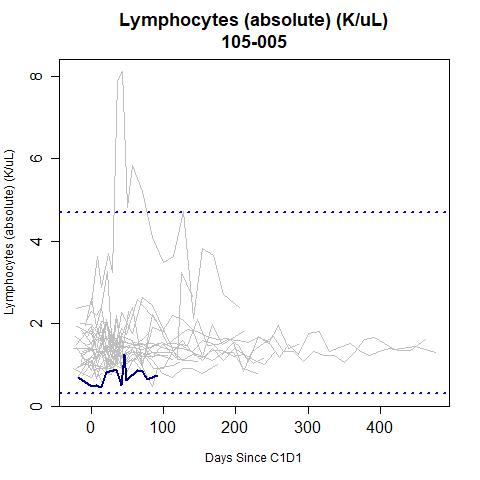 Lymphocytes (absolute) (K/uL)
105-005
Lymphocytes (absolute) (K/uL)
8
6
4
2
0
0 100 200 300 400
Days Since C1D1